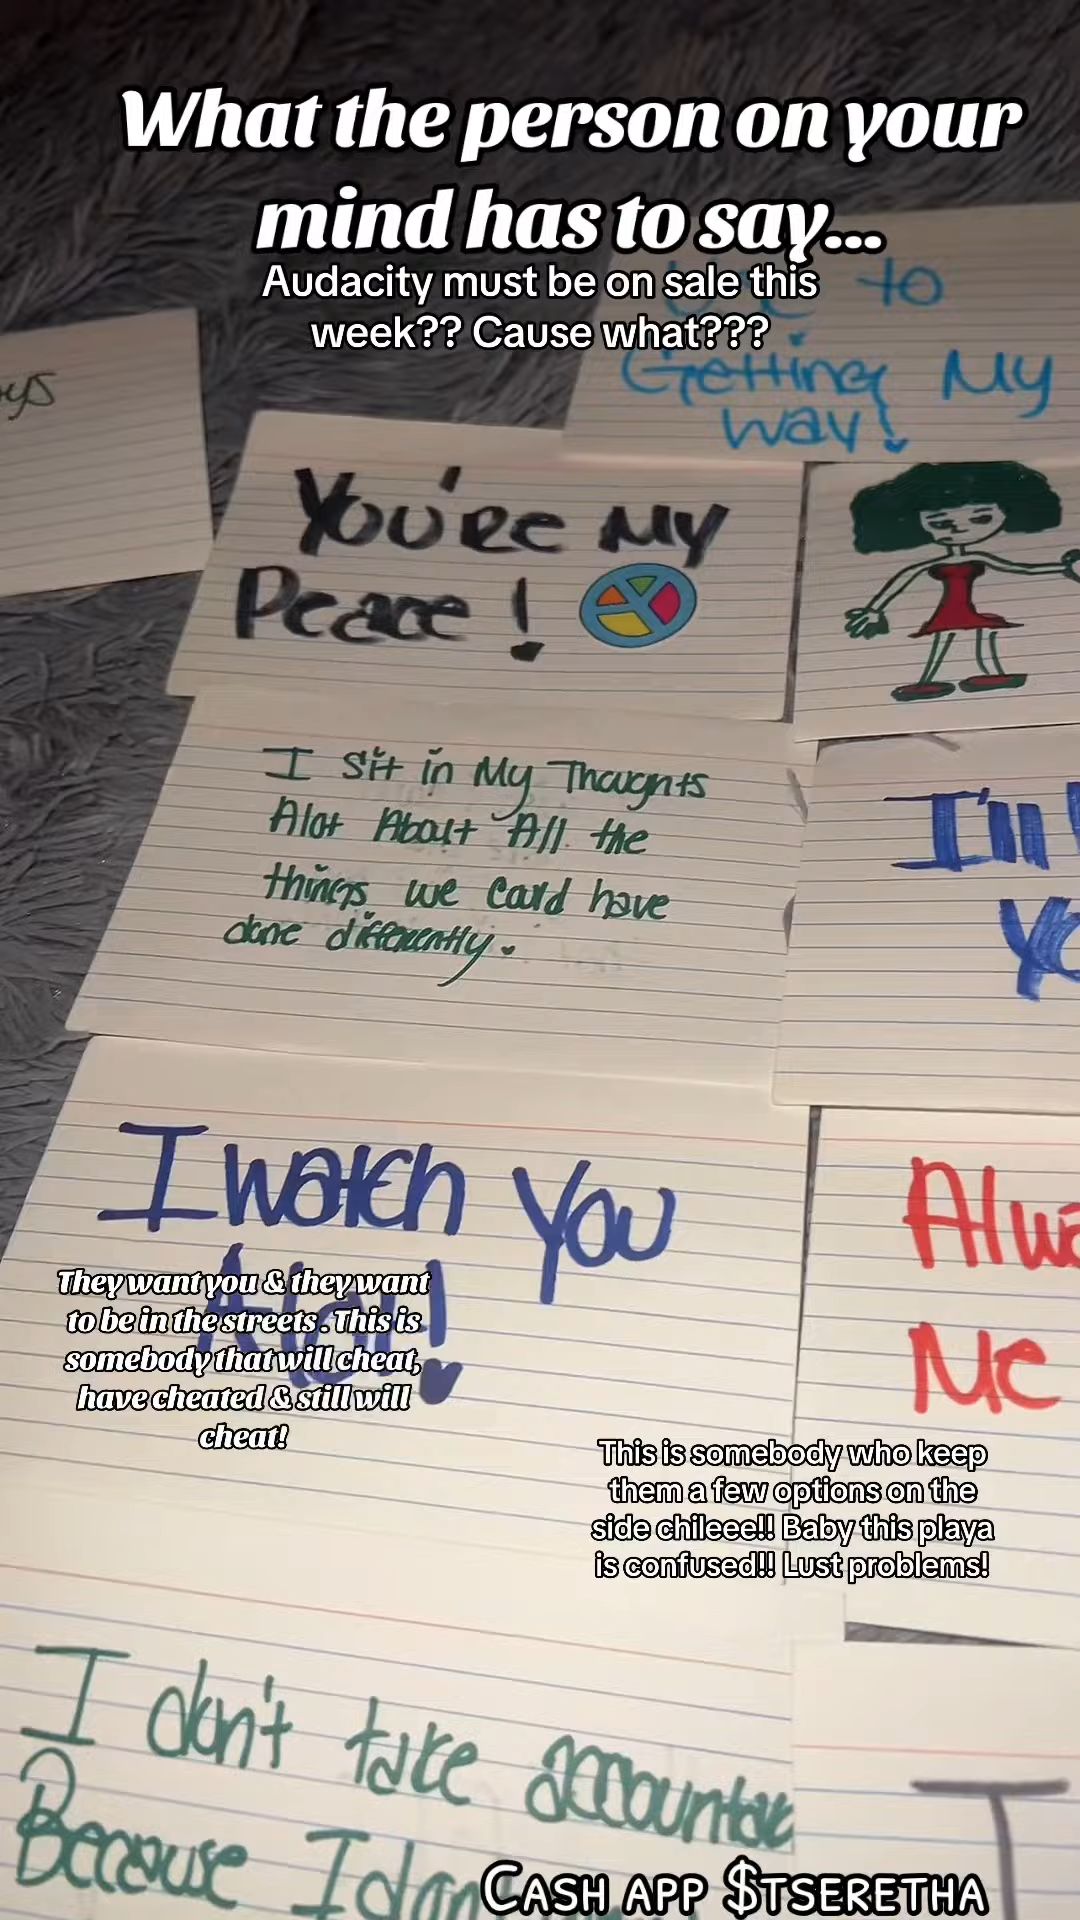 What the person on your
mind has to say...
Audacity must be on sale this
week?? Cause what???
to
Getting My
way!
You're My
Peace!
I sit in My Thoughts
Alot About All the
things we could have
done differently.
I'll
I watch You
Alot!
They want you & they want
to be in the streets. This is
somebody that will cheat,
have cheated & still will
cheat!
Me
This is somebody who keep
them a few options on the
side chileee!! Baby this playa
is confused!! Lust problems!
I don't take
Because I
I
CASH APP $TSERETHA